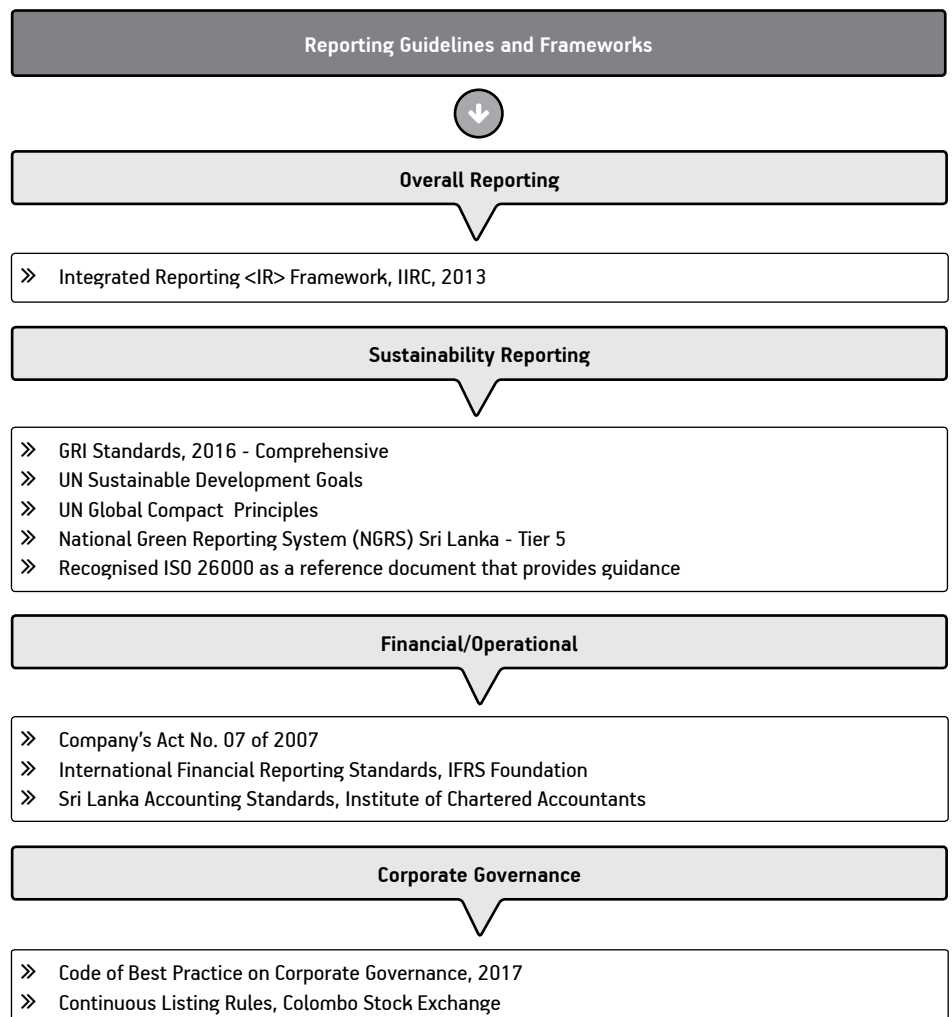 Reporting Guidelines and Frameworks
Overall Reporting
» Integrated Reporting <IR> Framework, IIRC, 2013
Sustainability Reporting
» GRI Standards, 2016 - Comprehensive
» UN Sustainable Development Goals
» UN Global Compact Principles
» National Green Reporting System (NGRS) Sri Lanka - Tier 5
» Recognised ISO 26000 as a reference document that provides guidance
Financial/Operational
» Company's Act No. 07 of 2007
» International Financial Reporting Standards, IFRS Foundation
» Sri Lanka Accounting Standards, Institute of Chartered Accountants
Corporate Governance
» Code of Best Practice on Corporate Governance, 2017
» Continuous Listing Rules, Colombo Stock Exchange